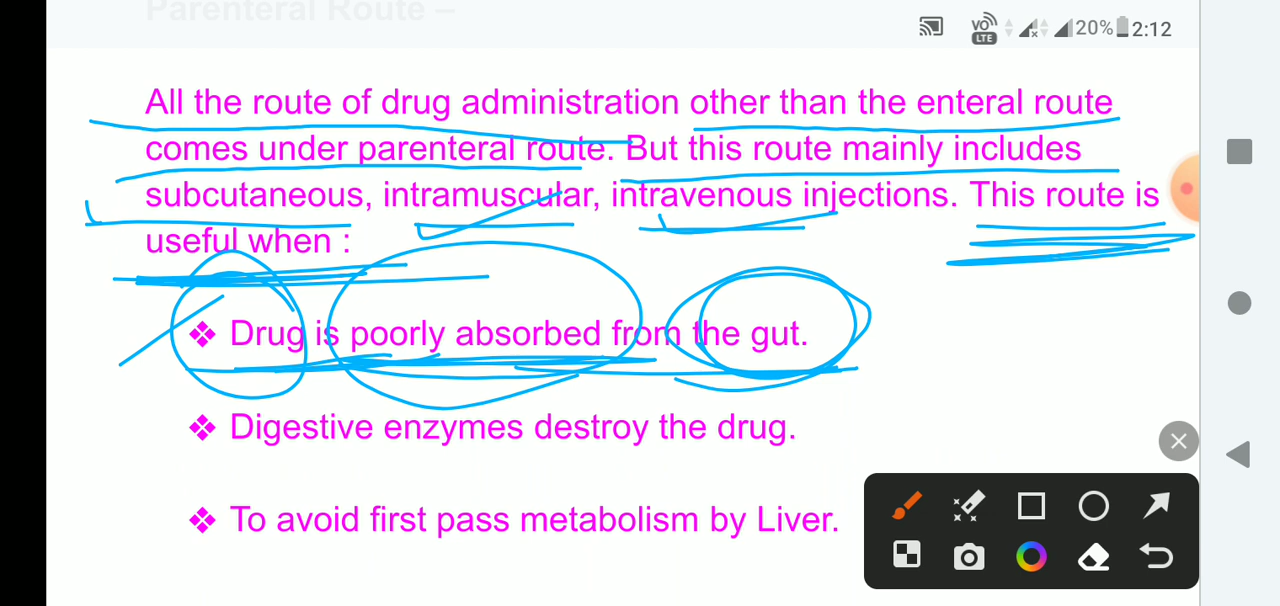 Parenteral Route –
VO LTE 20% 2:12
All the route of drug administration other than the enteral route
comes under parenteral route. But this route mainly includes
subcutaneous, intramuscular, intravenous injections. This route is
useful when :
❖ Drug is poorly absorbed from the gut.
❖ Digestive enzymes destroy the drug.
❖ To avoid first pass metabolism by Liver.